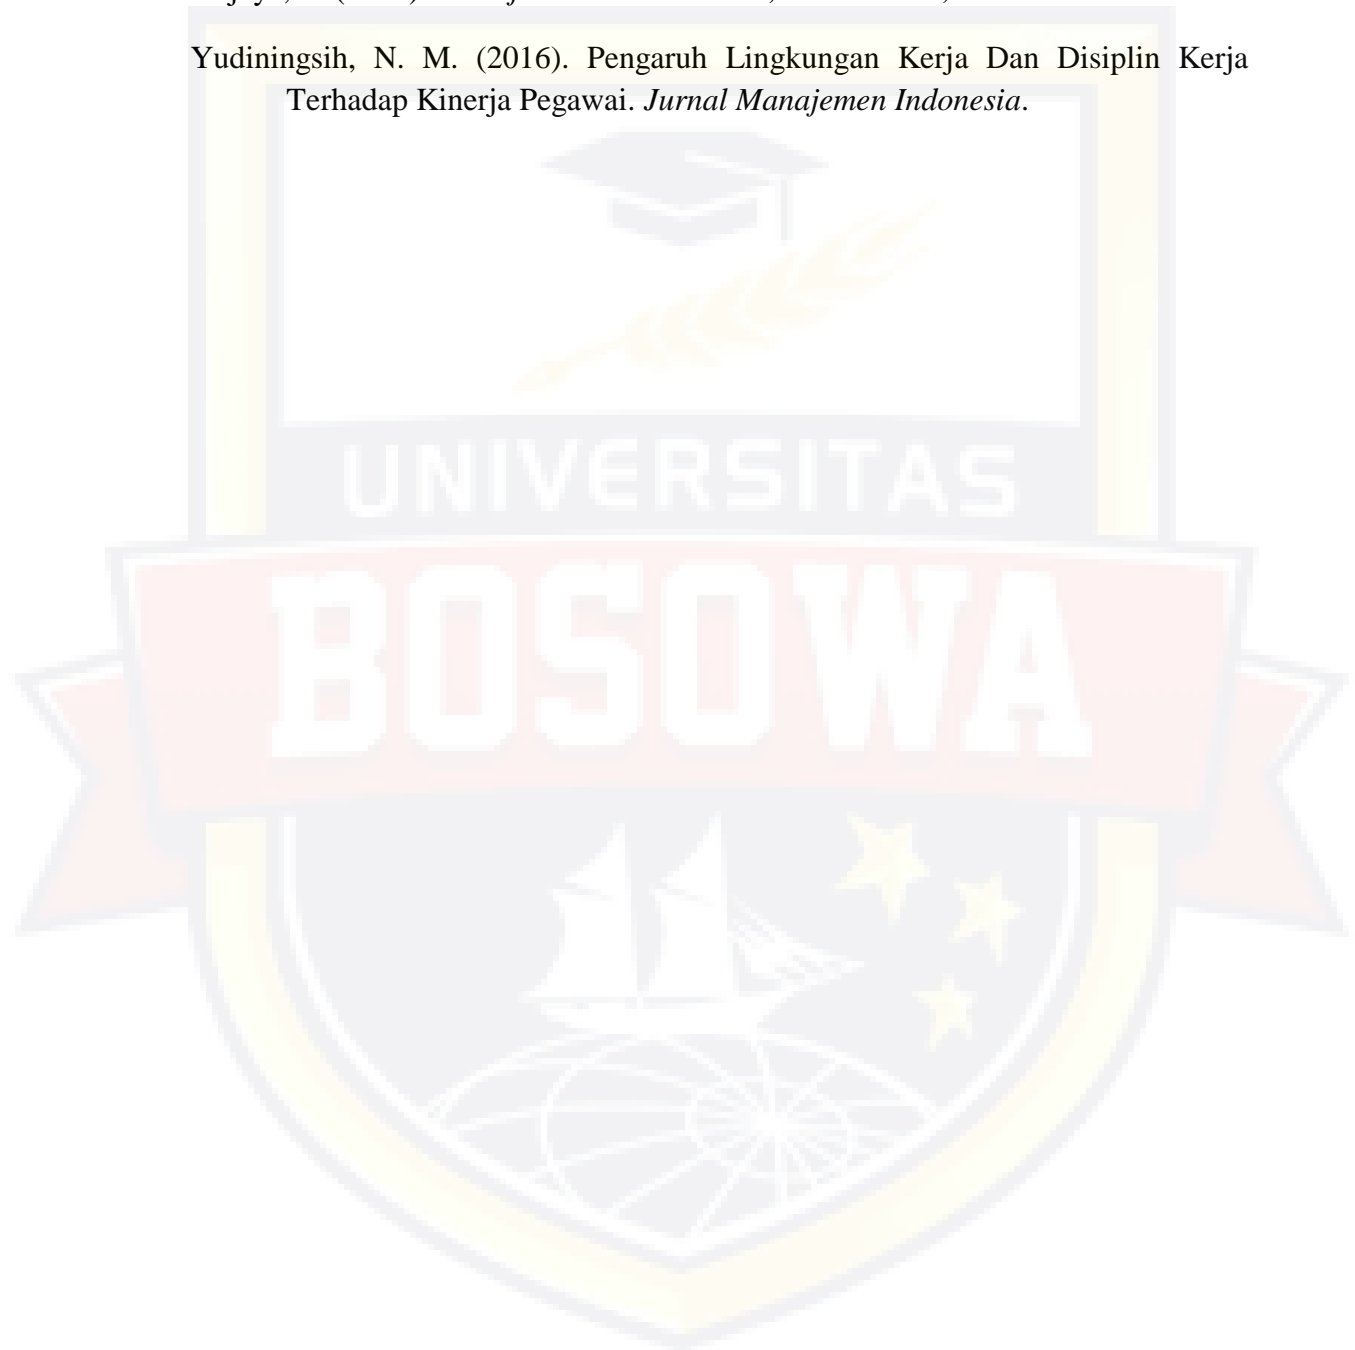 Yudiningsih, N. M. (2016). Pengaruh Lingkungan Kerja Dan Disiplin Kerja
Terhadap Kinerja Pegawai. Jurnal Manajemen Indonesia.
UNIVERSITAS
BOSOWA